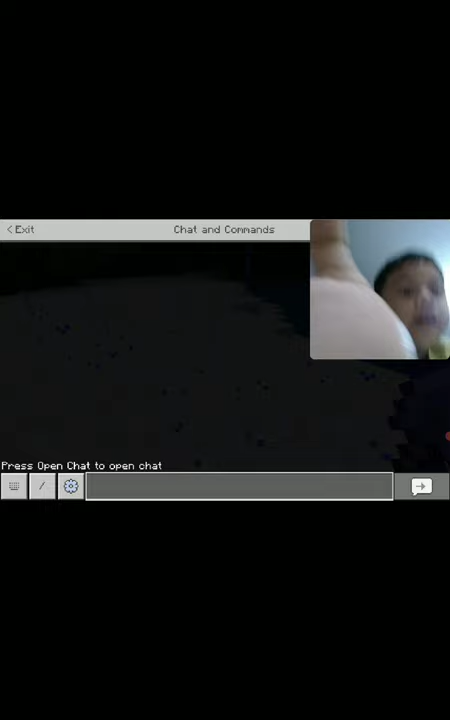 < Exit
Chat and Commands
Press Open Chat to open chat
/